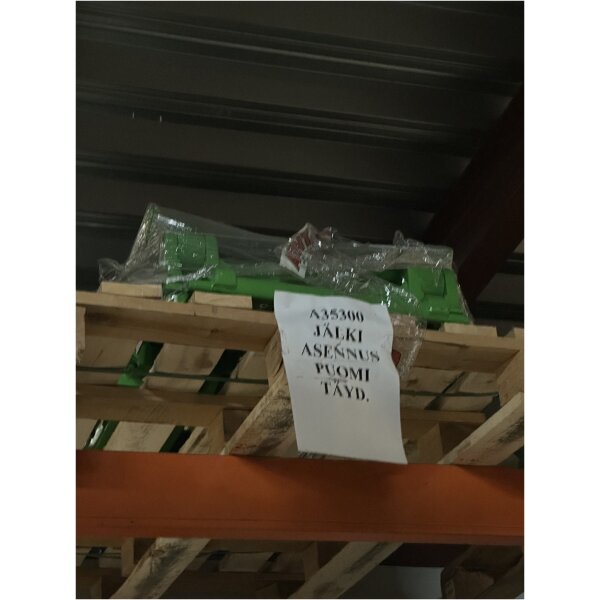 A35300
JÄLKI
ASENNUS
PUOMI
TÄYD.